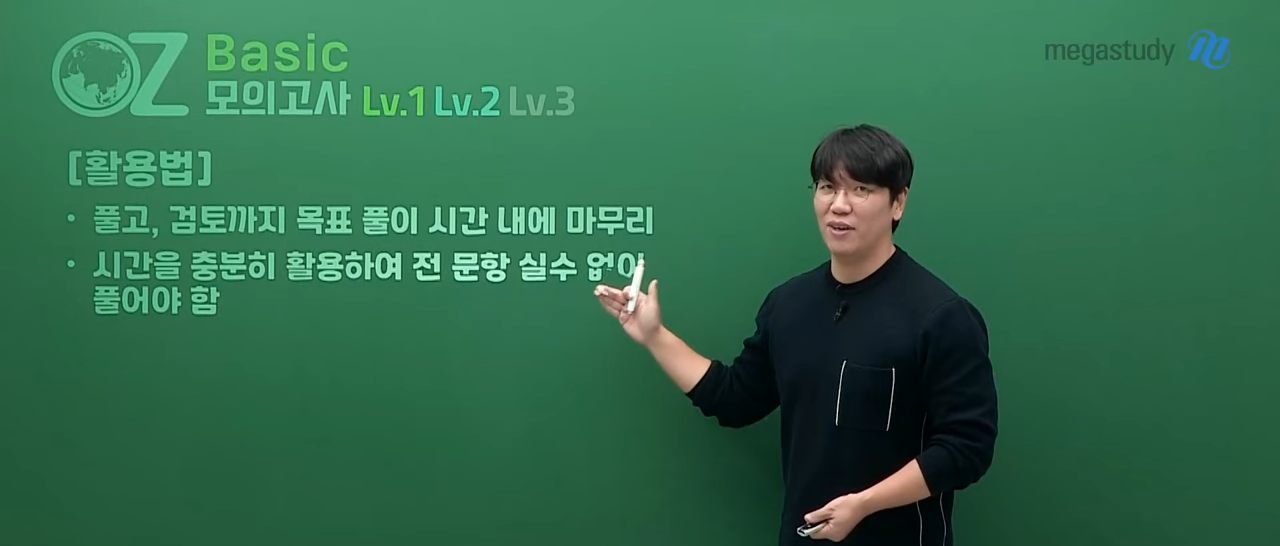 OZ Basic
모의고사 Lv.1 Lv.2 Lv.3
megastudy
[활용법]
• 풀고, 검토까지 목표 풀이 시간 내에 마무리
• 시간을 충분히 활용하여 전 문항 실수 없이
풀어야 함